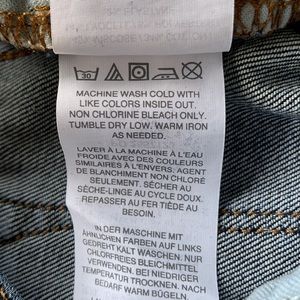 30
MACHINE WASH COLD WITH
LIKE COLORS INSIDE OUT.
NON CHLORINE BLEACH ONLY.
TUMBLE DRY LOW. WARM IRON
AS NEEDED.
LAVER À LA MACHINE À L'EAU
FROIDE AVEC DES COULEURS
SIMILAIRES À L'ENVERS; AGENT
DE BLANCHIMENT NON CHLORÉ
SEULEMENT. SÉCHER AU
SÈCHE-LINGE AU CYCLE DOUX.
REPASSER AU FER TIÈDE AU
BESOIN.
IN DER MASCHINE MIT
ÄHNLICHEN FARBEN AUF LINKS
GEDREHT KALT WASCHEN. NUR
CHLORFREIES BLEICHMITTEL
VERWENDEN. BEI NIEDRIGER
TEMPERATUR TROCKNEN. NACH
BEDARF WARM BÜGELN.